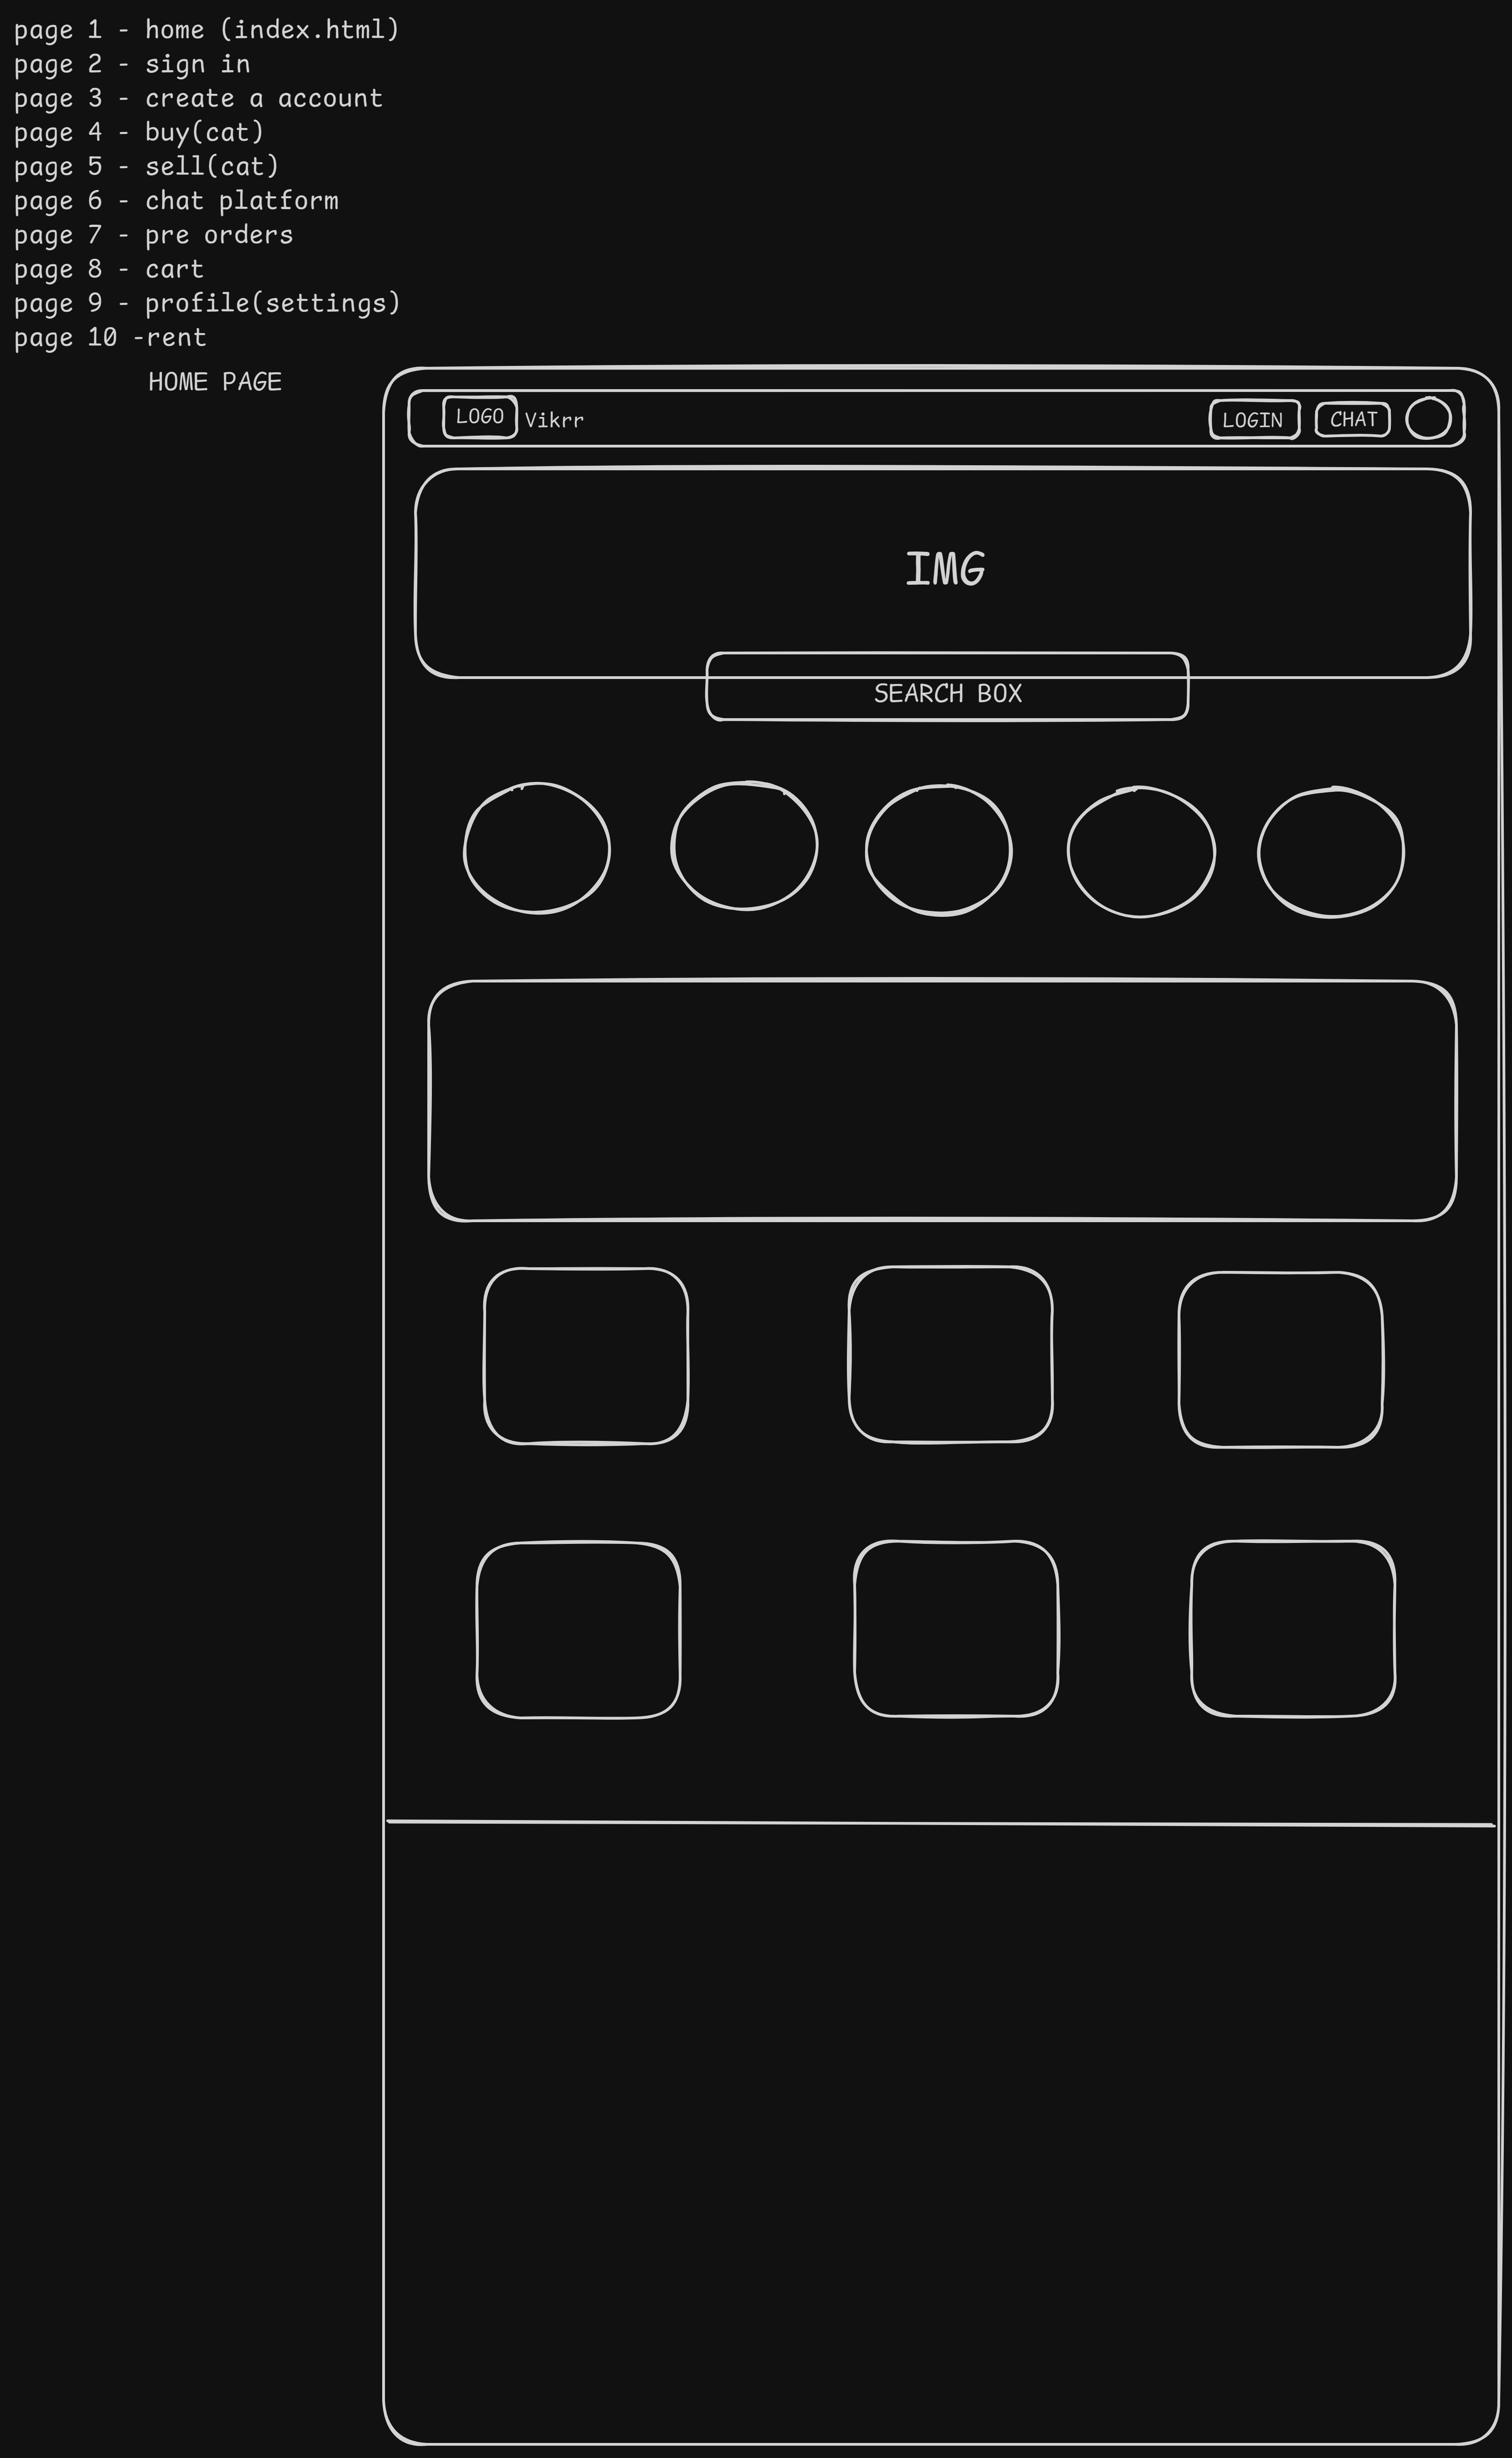 page 1 - home (index.html)
page 2 - sign in
page 3 - create a account
page 4 - buy(cat)
page 5 - sell(cat)
page 6 - chat platform
page 7 - pre orders
page 8 - cart
page 9 - profile(settings)
page 10 -rent
HOME PAGE
LOGO Vikrr LOGIN CHAT
IMG
SEARCH BOX